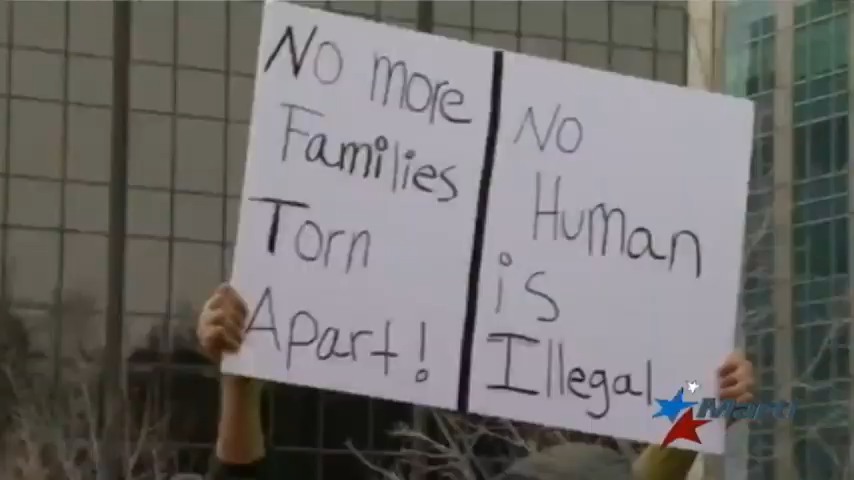 No more
Families
Torn
Apart!
No
Human
is
Illegal
Martí